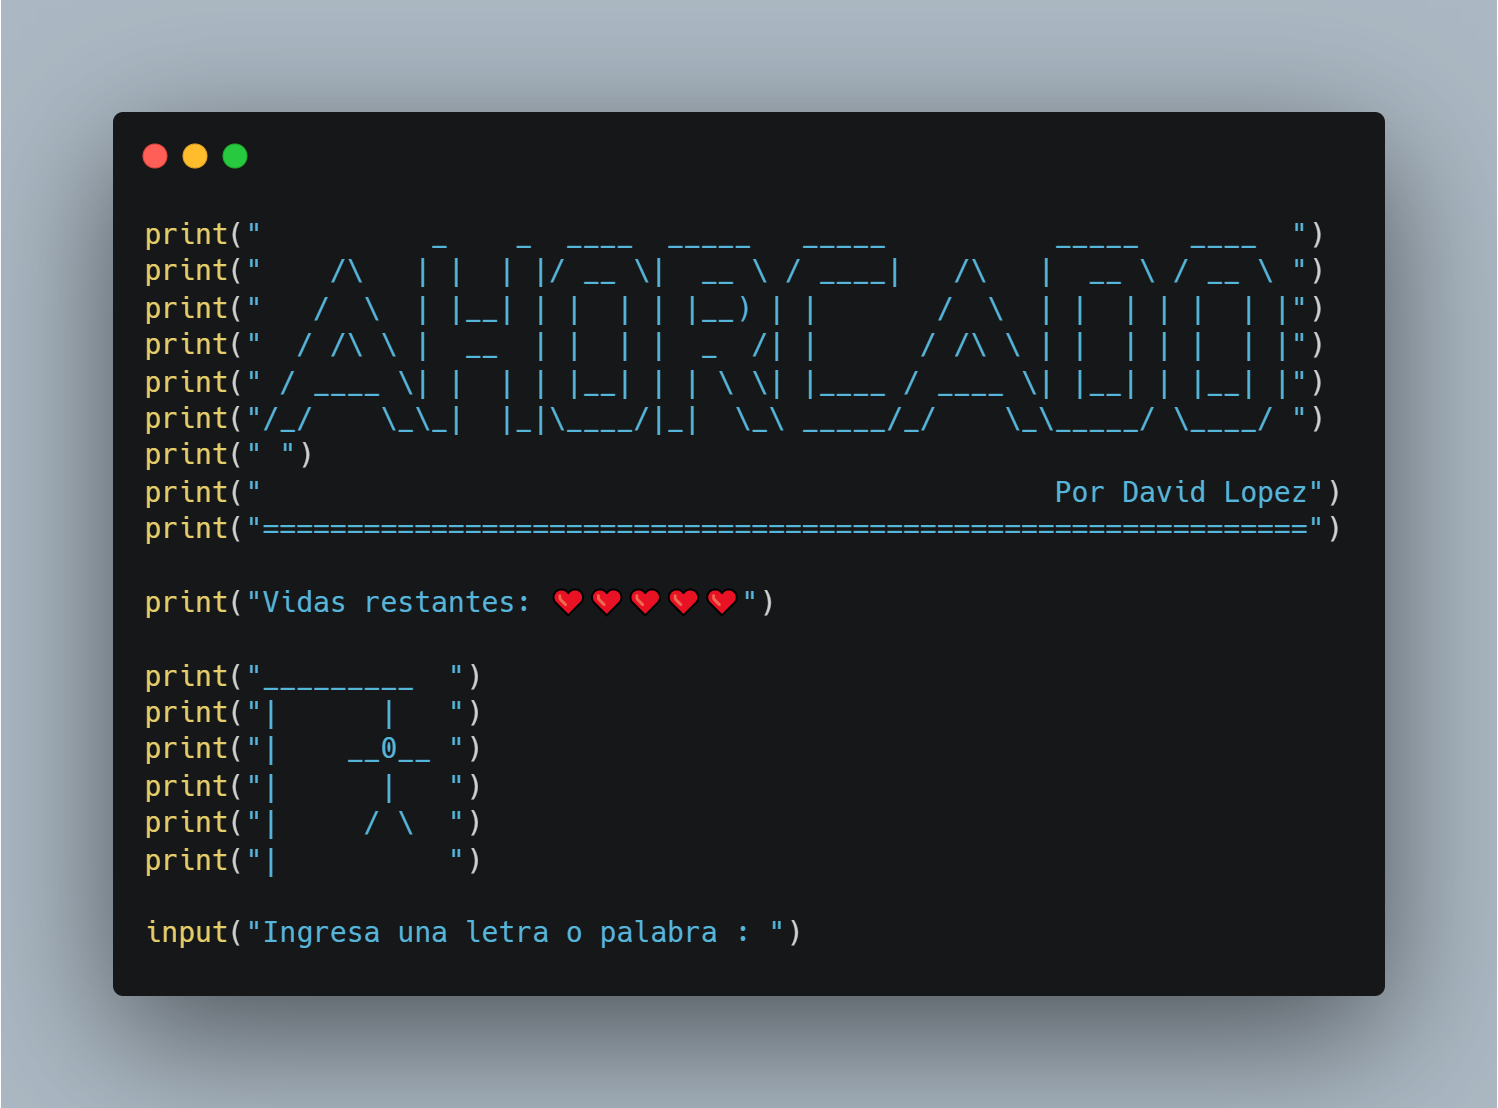 print("          _    _  ____  _____   _____          _____   ____  ")
print("    /\   | |  | |/ __ \|  __ \ / ____|   /\   |  __ \ / __ \ ")
print("   /  \  | |__| | |  | | |__) | |       /  \  | |  | | |  | |")
print("  / /\ \ |  __  | |  | |  _  /| |      / /\ \ | |  | | |  | |")
print(" / ____ \| |  | | |__| | | \ \| |____ / ____ \| |__| | |__| |")
print("/_/    \_\_|  |_|\____/|_|  \_\ _____/_/    \_\_____/ \____/ ")
print(" ")
print("                                               Por David Lopez")
print("==============================================================")
print("Vidas restantes: ❤️❤️❤️❤️❤️")
print("_________  ")
print("|      |   ")
print("|    __0__ ")
print("|      |   ")
print("|     / \  ")
print("|          ")
input("Ingresa una letra o palabra : ")